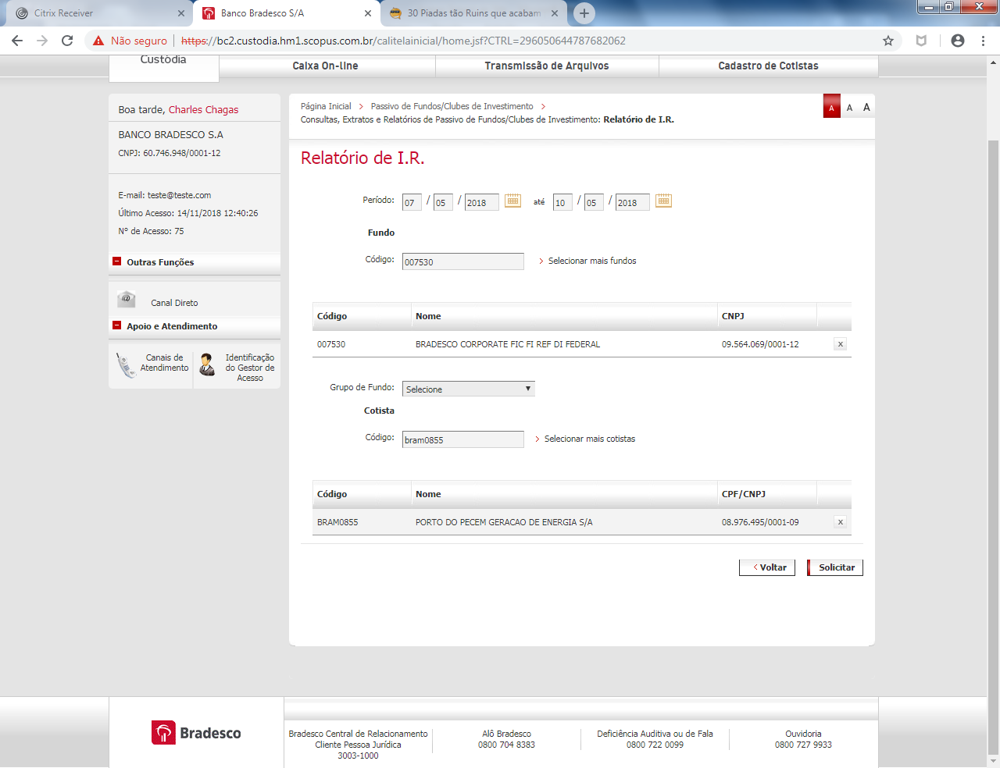 Citrix Receiver
Banco Bradesco S/A
30 Piadas tão Ruins que acabam
Não seguro
https://bc2.custodia.hm1.scopus.com.br/calitelainicial/home.jsf?CTRL=296050644787682062
Custódia
Caixa On-line
Transmissão de Arquivos
Cadastro de Cotistas
Boa tarde, Charles Chagas
BANCO BRADESCO S.A
CNPJ: 60.746.948/0001-12
E-mail: teste@teste.com
Último Acesso: 14/11/2018 12:40:26
Nº de Acesso: 75
Outras Funções
Canal Direto
Apoio e Atendimento
Canais de
Atendimento
Identificação
do Gestor de
Acesso
Página Inicial > Passivo de Fundos/Clubes de Investimento >
Consultas, Extratos e Relatórios de Passivo de Fundos/Clubes de Investimento: Relatório de I.R.
A A A
Relatório de I.R.
Período: 07 / 05 / 2018 até 10 / 05 / 2018
Fundo
Código: 007530 > Selecionar mais fundos
Código Nome CNPJ
007530 BRADESCO CORPORATE FIC FI REF DI FEDERAL 09.564.069/0001-12 x
Grupo de Fundo: Selecione
Cotista
Código: bram0855 > Selecionar mais cotistas
Código Nome CPF/CNPJ
BRAM0855 PORTO DO PECEM GERACAO DE ENERGIA S/A 08.976.495/0001-09 x
< Voltar
Solicitar
Bradesco
Bradesco Central de Relacionamento
Cliente Pessoa Jurídica
3003-1000
Alô Bradesco
0800 704 8383
Deficiência Auditiva ou de Fala
0800 722 0099
Ouvidoria
0800 727 9933